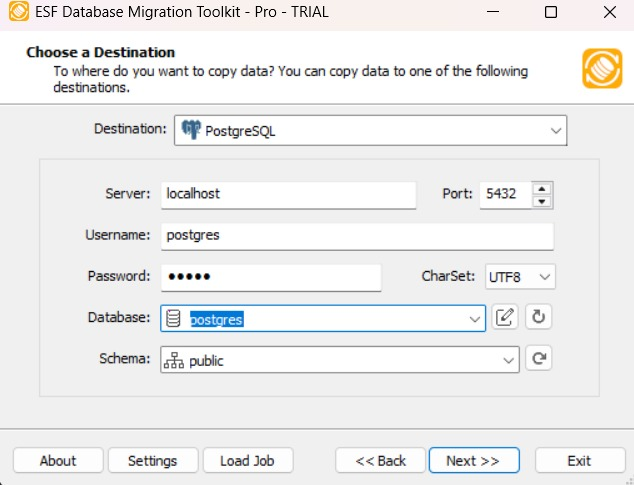 ESF Database Migration Toolkit - Pro - TRIAL
Choose a Destination
To where do you want to copy data? You can copy data to one of the following
destinations.
Destination: PostgreSQL
Server: localhost Port: 5432
Username: postgres
Password: ●●●●● CharSet: UTF8
Database: postgres
Schema: public
About Settings Load Job << Back Next >> Exit